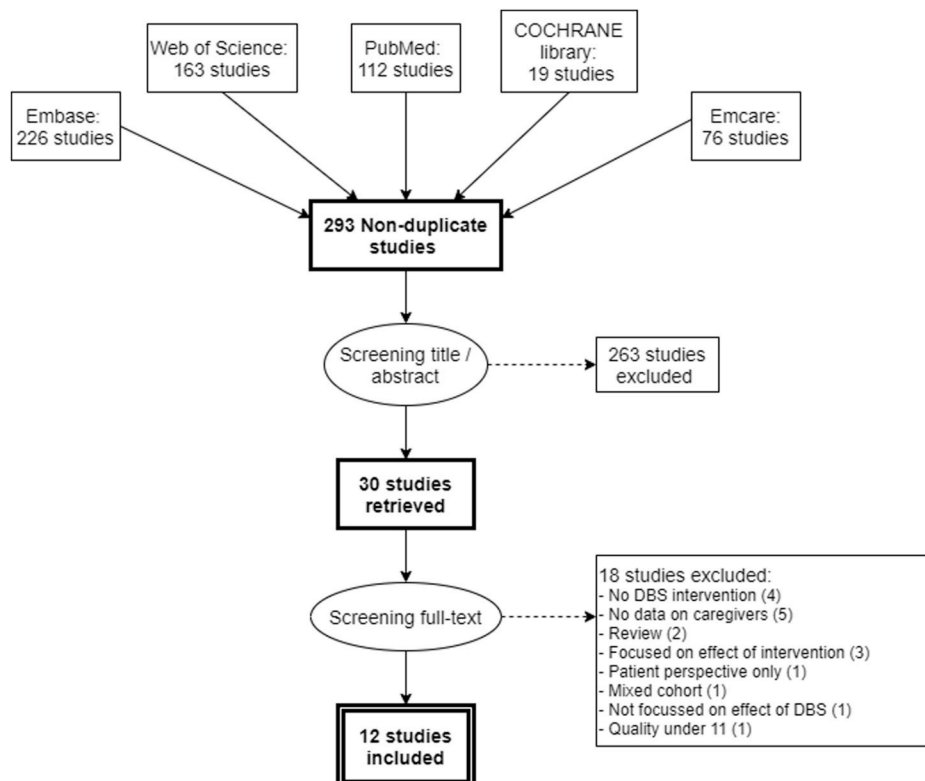 Embase:
226 studies
Web of Science:
163 studies
PubMed:
112 studies
COCHRANE
library:
19 studies
Emcare:
76 studies
293 Non-duplicate
studies
Screening title /
abstract
263 studies
excluded
30 studies
retrieved
Screening full-text
18 studies excluded:
- No DBS intervention (4)
- No data on caregivers (5)
- Review (2)
- Focused on effect of intervention (3)
- Patient perspective only (1)
- Mixed cohort (1)
- Not focussed on effect of DBS (1)
- Quality under 11 (1)
12 studies
included